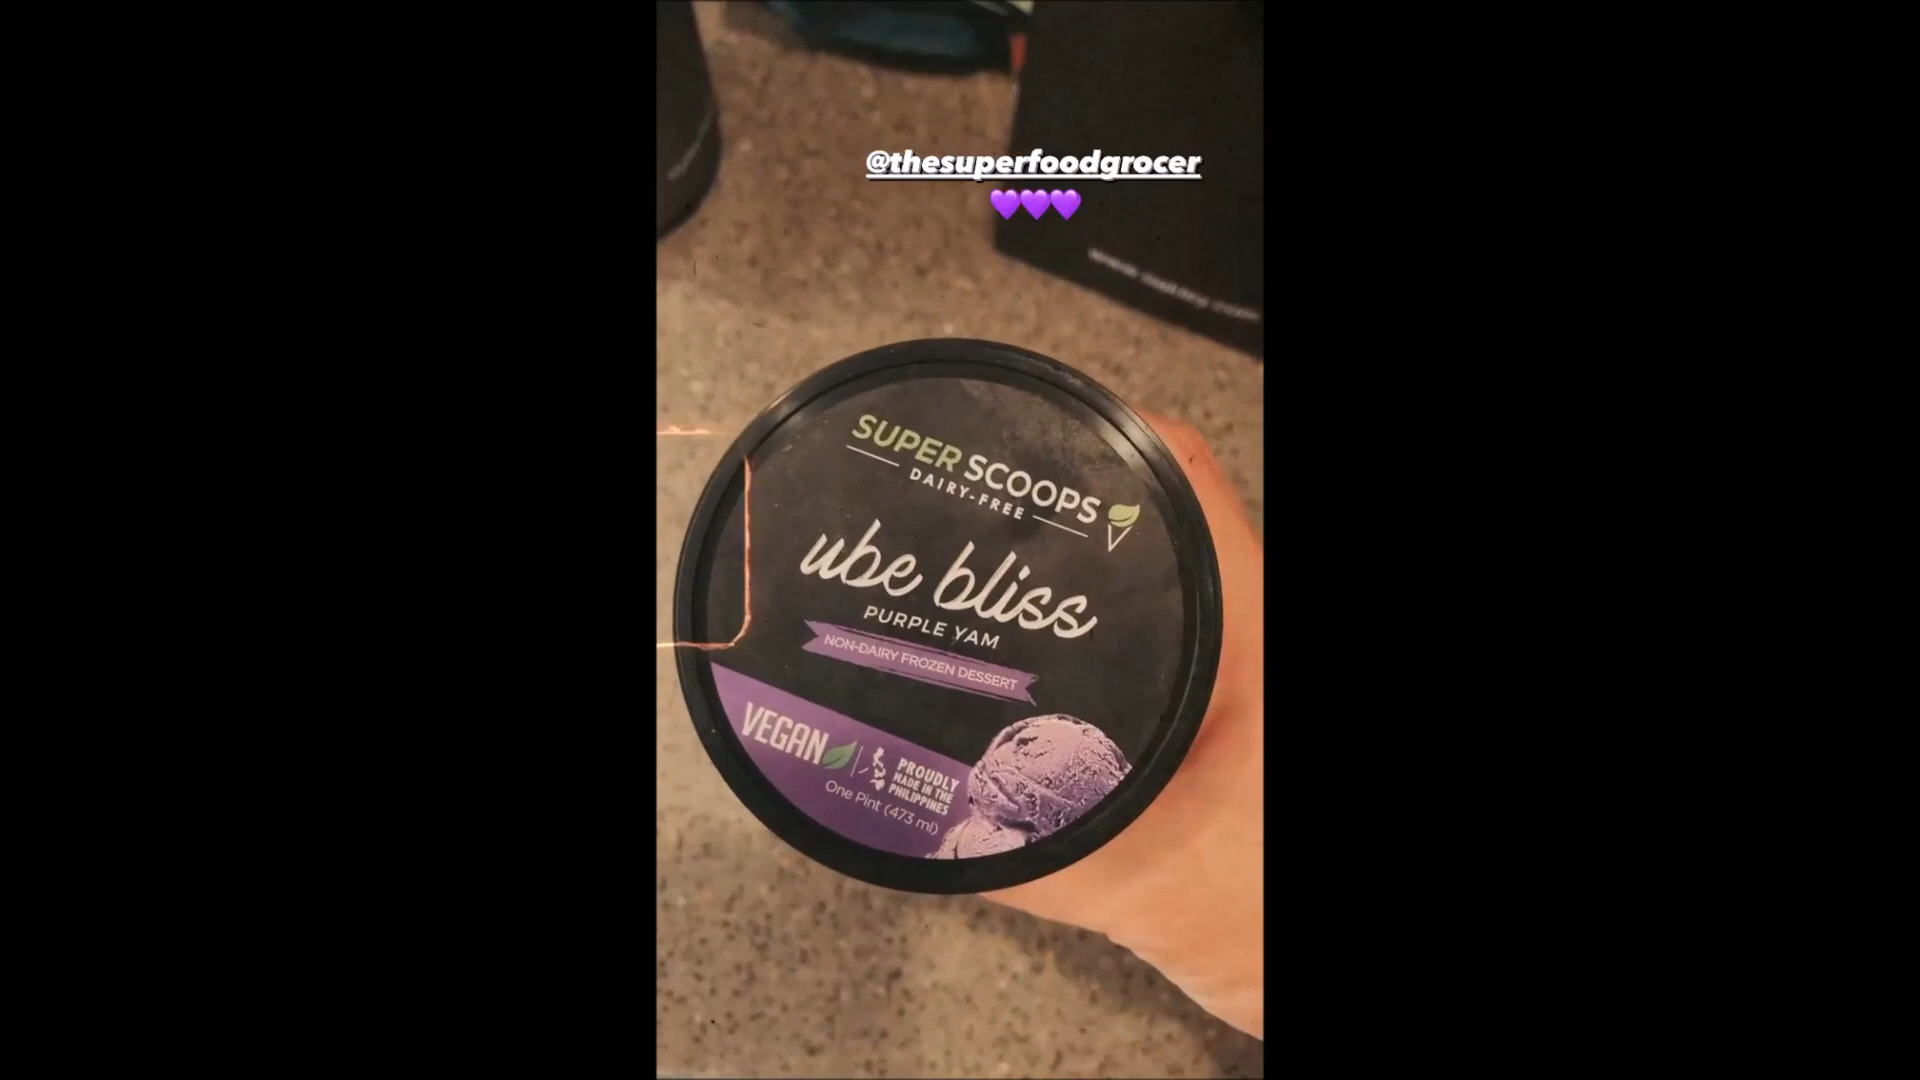 @thesuperfoodgrocer
💜💜💜
SUPER SCOOPS
DAIRY-FREE
ube bliss
PURPLE YAM
NON-DAIRY FROZEN DESSERT
VEGAN
PROUDLY
MADE IN THE
PHILIPPINES
One Pint (473 ml)